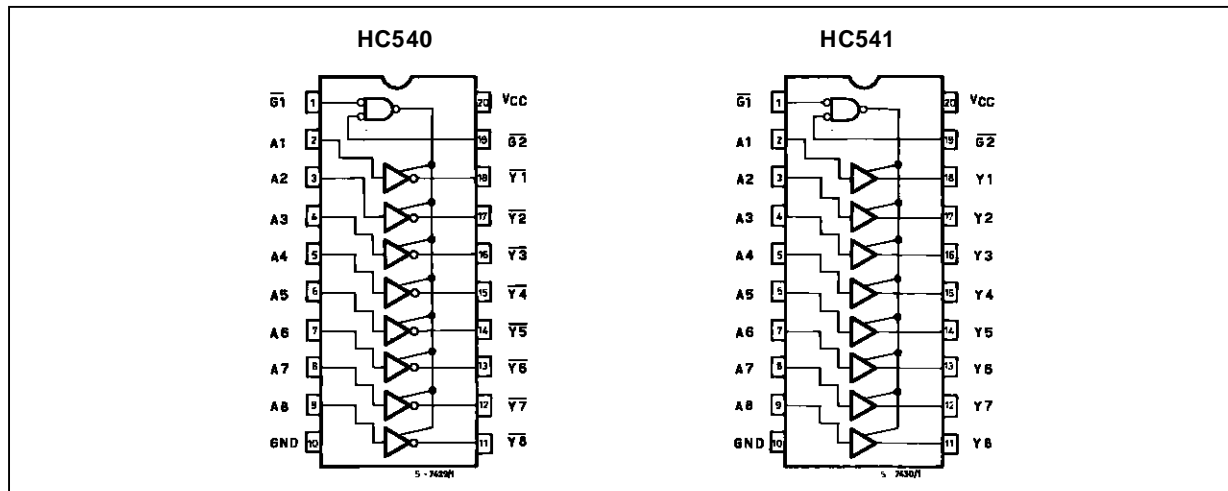 HC540
G1 1 20 VCC
A1 2 19 G2
A2 3 18 Y1
A3 4 17 Y2
A4 5 16 Y3
A5 6 15 Y4
A6 7 14 Y5
A7 8 13 Y6
A8 9 12 Y7
GND 10 11 Y8
S - 7429/1
HC541
G1 1 20 VCC
A1 2 19 G2
A2 3 18 Y1
A3 4 17 Y2
A4 5 16 Y3
A5 6 15 Y4
A6 7 14 Y5
A7 8 13 Y6
A8 9 12 Y7
GND 10 11 Y8
S 7430/1